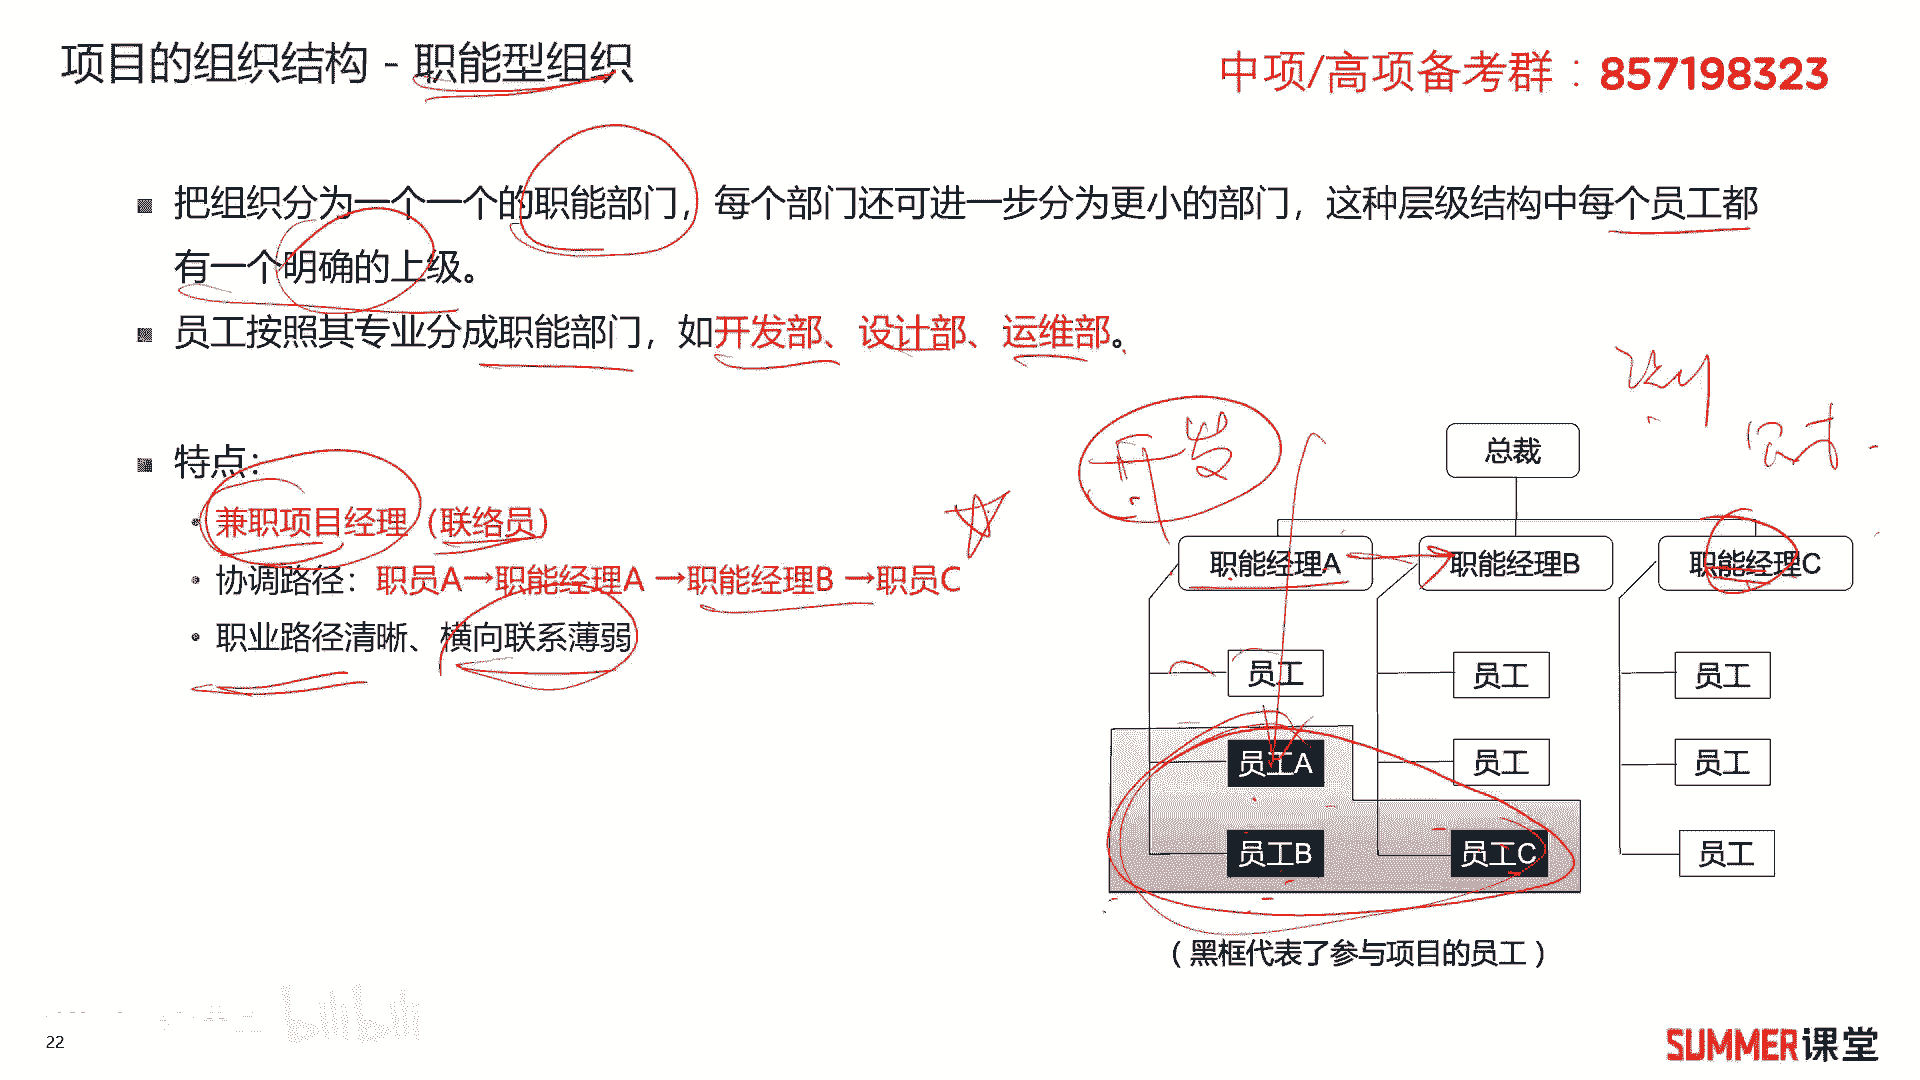 项目的组织结构 - 职能型组织
中项/高项备考群：857198323
把组织分为一个一个的职能部门，每个部门还可进一步分为更小的部门，这种层级结构中每个员工都
有一个明确的上级。
员工按照其专业分成职能部门，如开发部、设计部、运维部。
特点：
兼职项目经理（联络员）
协调路径：职员A→职能经理A →职能经理B →职员C
职业路径清晰、横向联系薄弱
开发
总裁
职能经理A
职能经理B
职能经理C
员工
员工
员工
员工A
员工
员工
员工B
员工C
员工
（黑框代表了参与项目的员工）
22
bilibili
SUMMER课堂